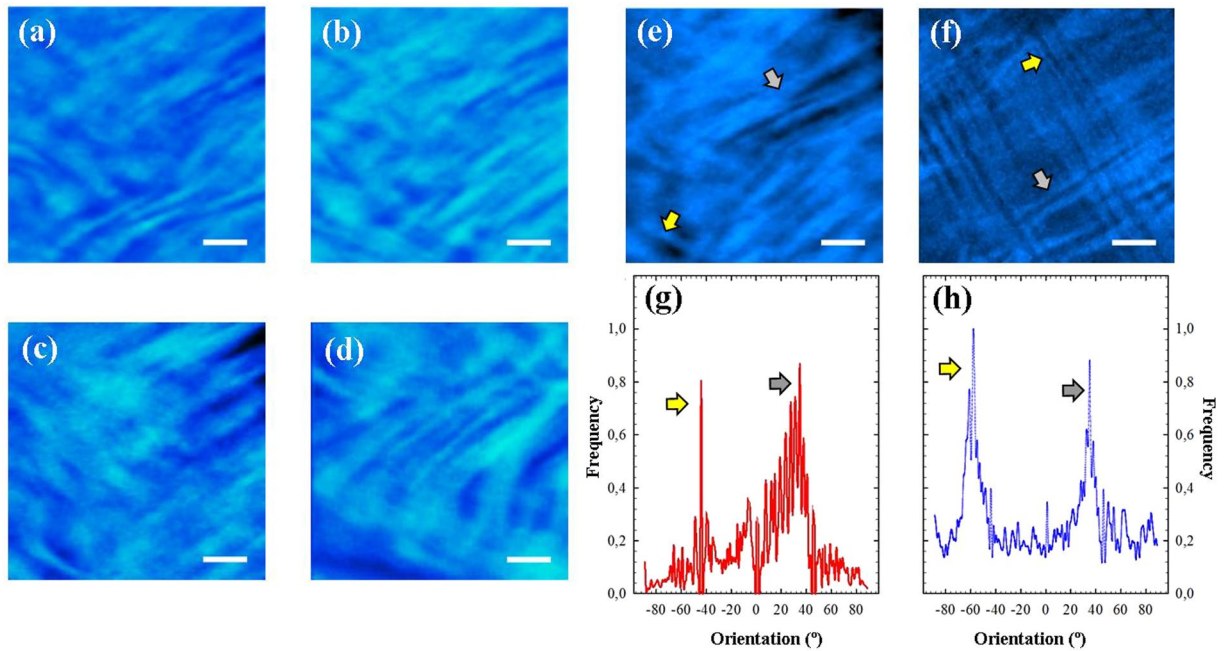 (a)
(b)
(e)
(f)
(c)
(d)
(g)
(h)
1,0
0,8
0,6
0,4
0,2
0,0
Frequency
-80 -60 -40 -20 0 20 40 60 80
Orientation (º)
-80 -60 -40 -20 0 20 40 60 80
Orientation (º)
1,0
0,8
0,6
0,4
0,2
0,0
Frequency